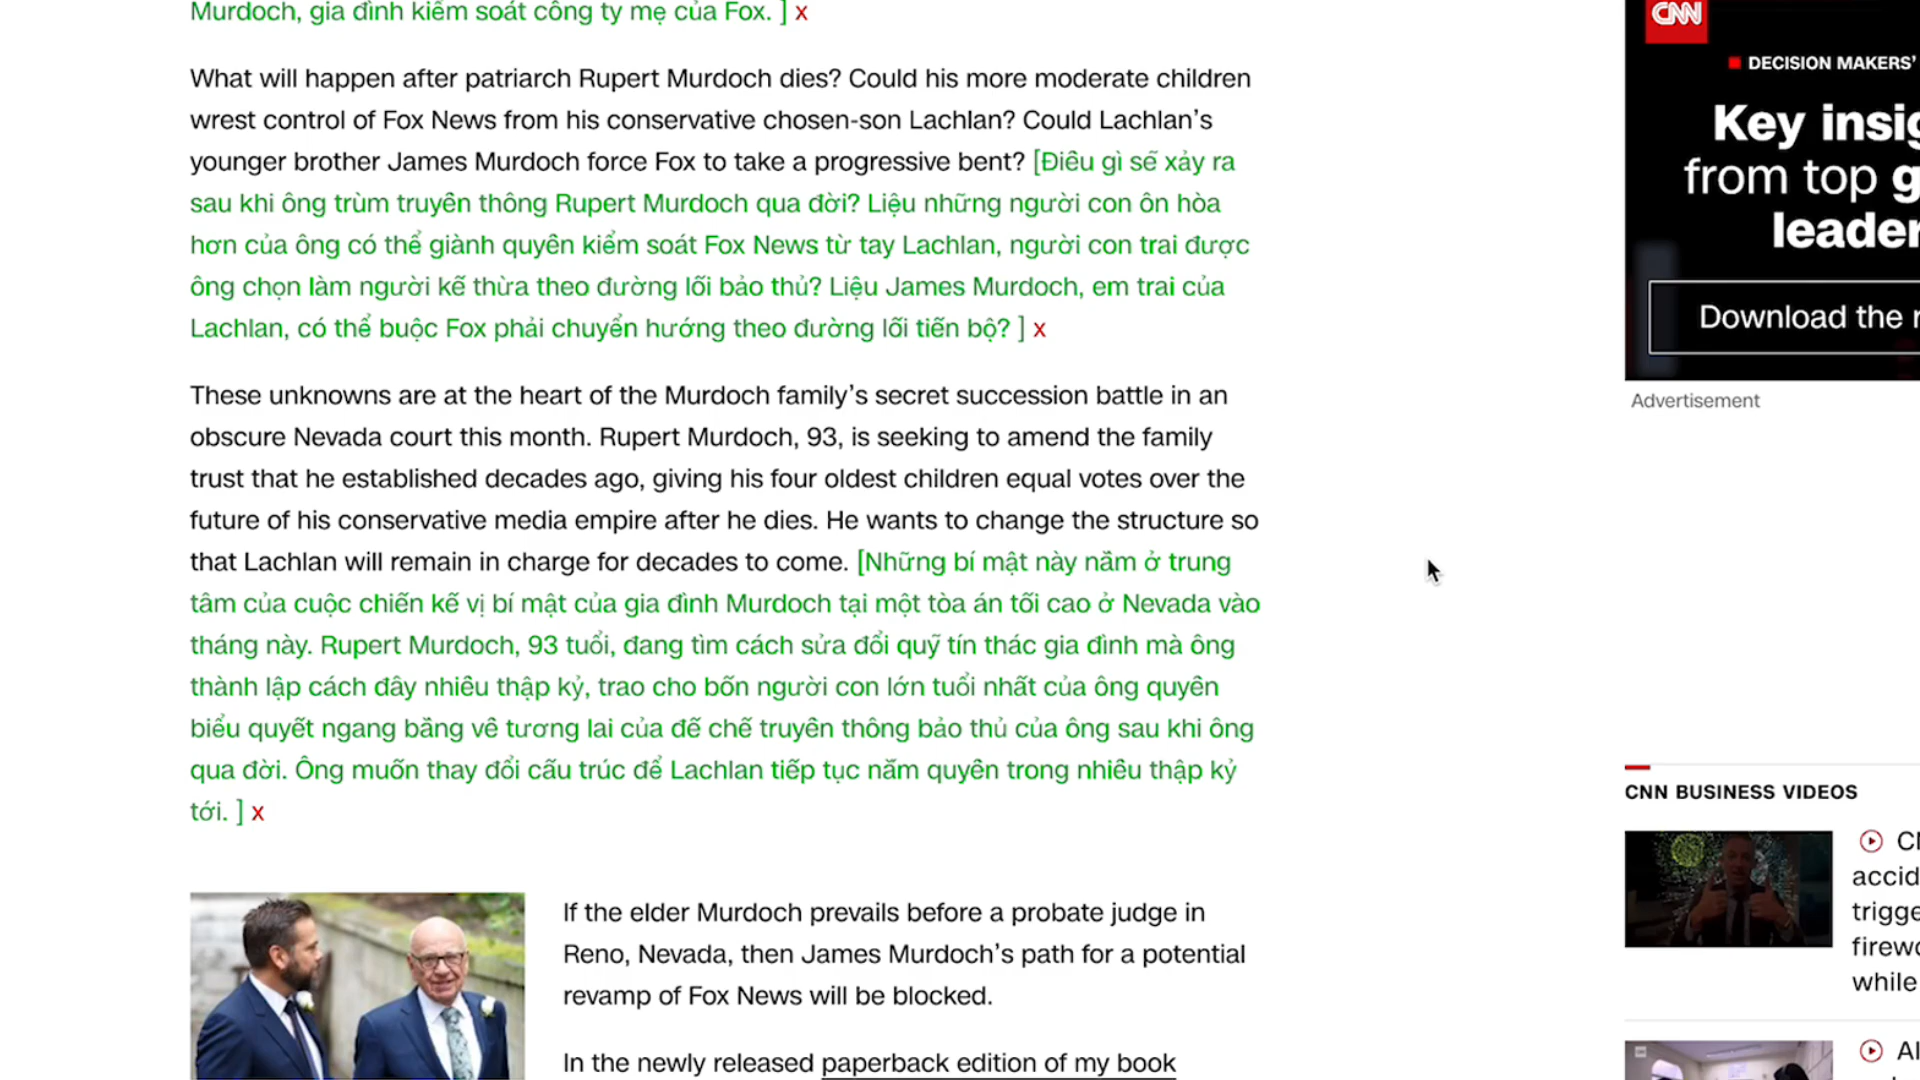 Murdoch, gia đình kiểm soát công ty mẹ của Fox. ] x
What will happen after patriarch Rupert Murdoch dies? Could his more moderate children
wrest control of Fox News from his conservative chosen-son Lachlan? Could Lachlan's
younger brother James Murdoch force Fox to take a progressive bent? [Điều gì sẽ xảy ra
sau khi ông trùm truyền thông Rupert Murdoch qua đời? Liệu những người con ôn hòa
hơn của ông có thể giành quyền kiểm soát Fox News từ tay Lachlan, người con trai được
ông chọn làm người kế thừa theo đường lối bảo thủ? Liệu James Murdoch, em trai của
Lachlan, có thể buộc Fox phải chuyển hướng theo đường lối tiến bộ? ] x
These unknowns are at the heart of the Murdoch family's secret succession battle in an
obscure Nevada court this month. Rupert Murdoch, 93, is seeking to amend the family
trust that he established decades ago, giving his four oldest children equal votes over the
future of his conservative media empire after he dies. He wants to change the structure so
that Lachlan will remain in charge for decades to come. [Những bí mật này nằm ở trung
tâm của cuộc chiến kế vị bí mật của gia đình Murdoch tại một tòa án tối cao ở Nevada vào
tháng này. Rupert Murdoch, 93 tuổi, đang tìm cách sửa đổi quỹ tín thác gia đình mà ông
thành lập cách đây nhiều thập kỷ, trao cho bốn người con lớn tuổi nhất của ông quyền
biểu quyết ngang bằng về tương lai của đế chế truyền thông bảo thủ của ông sau khi ông
qua đời. Ông muốn thay đổi cấu trúc để Lachlan tiếp tục nắm quyền trong nhiều thập kỷ
tới. ] x
If the elder Murdoch prevails before a probate judge in
Reno, Nevada, then James Murdoch's path for a potential
revamp of Fox News will be blocked.
In the newly released paperback edition of my book
CNN
DECISION MAKERS'
Key insig
from top g
leader
Download the r
Advertisement
CNN BUSINESS VIDEOS
CN
accid
trigge
firewo
while
AI